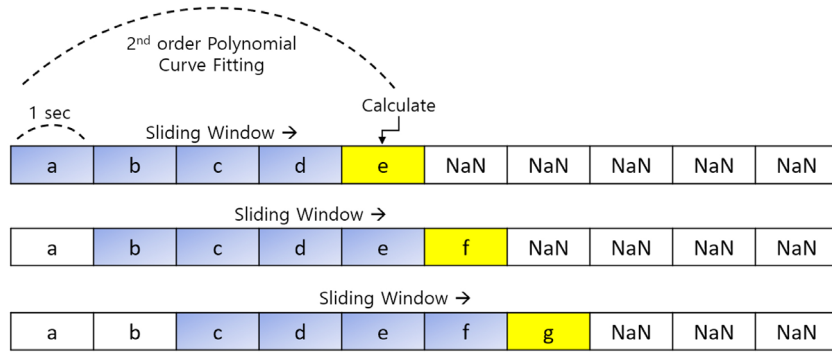 2nd order Polynomial
Curve Fitting
Calculate
1 sec
Sliding Window →
a b c d e NaN NaN NaN NaN NaN
Sliding Window →
a b c d e f NaN NaN NaN NaN
Sliding Window →
a b c d e f g NaN NaN NaN